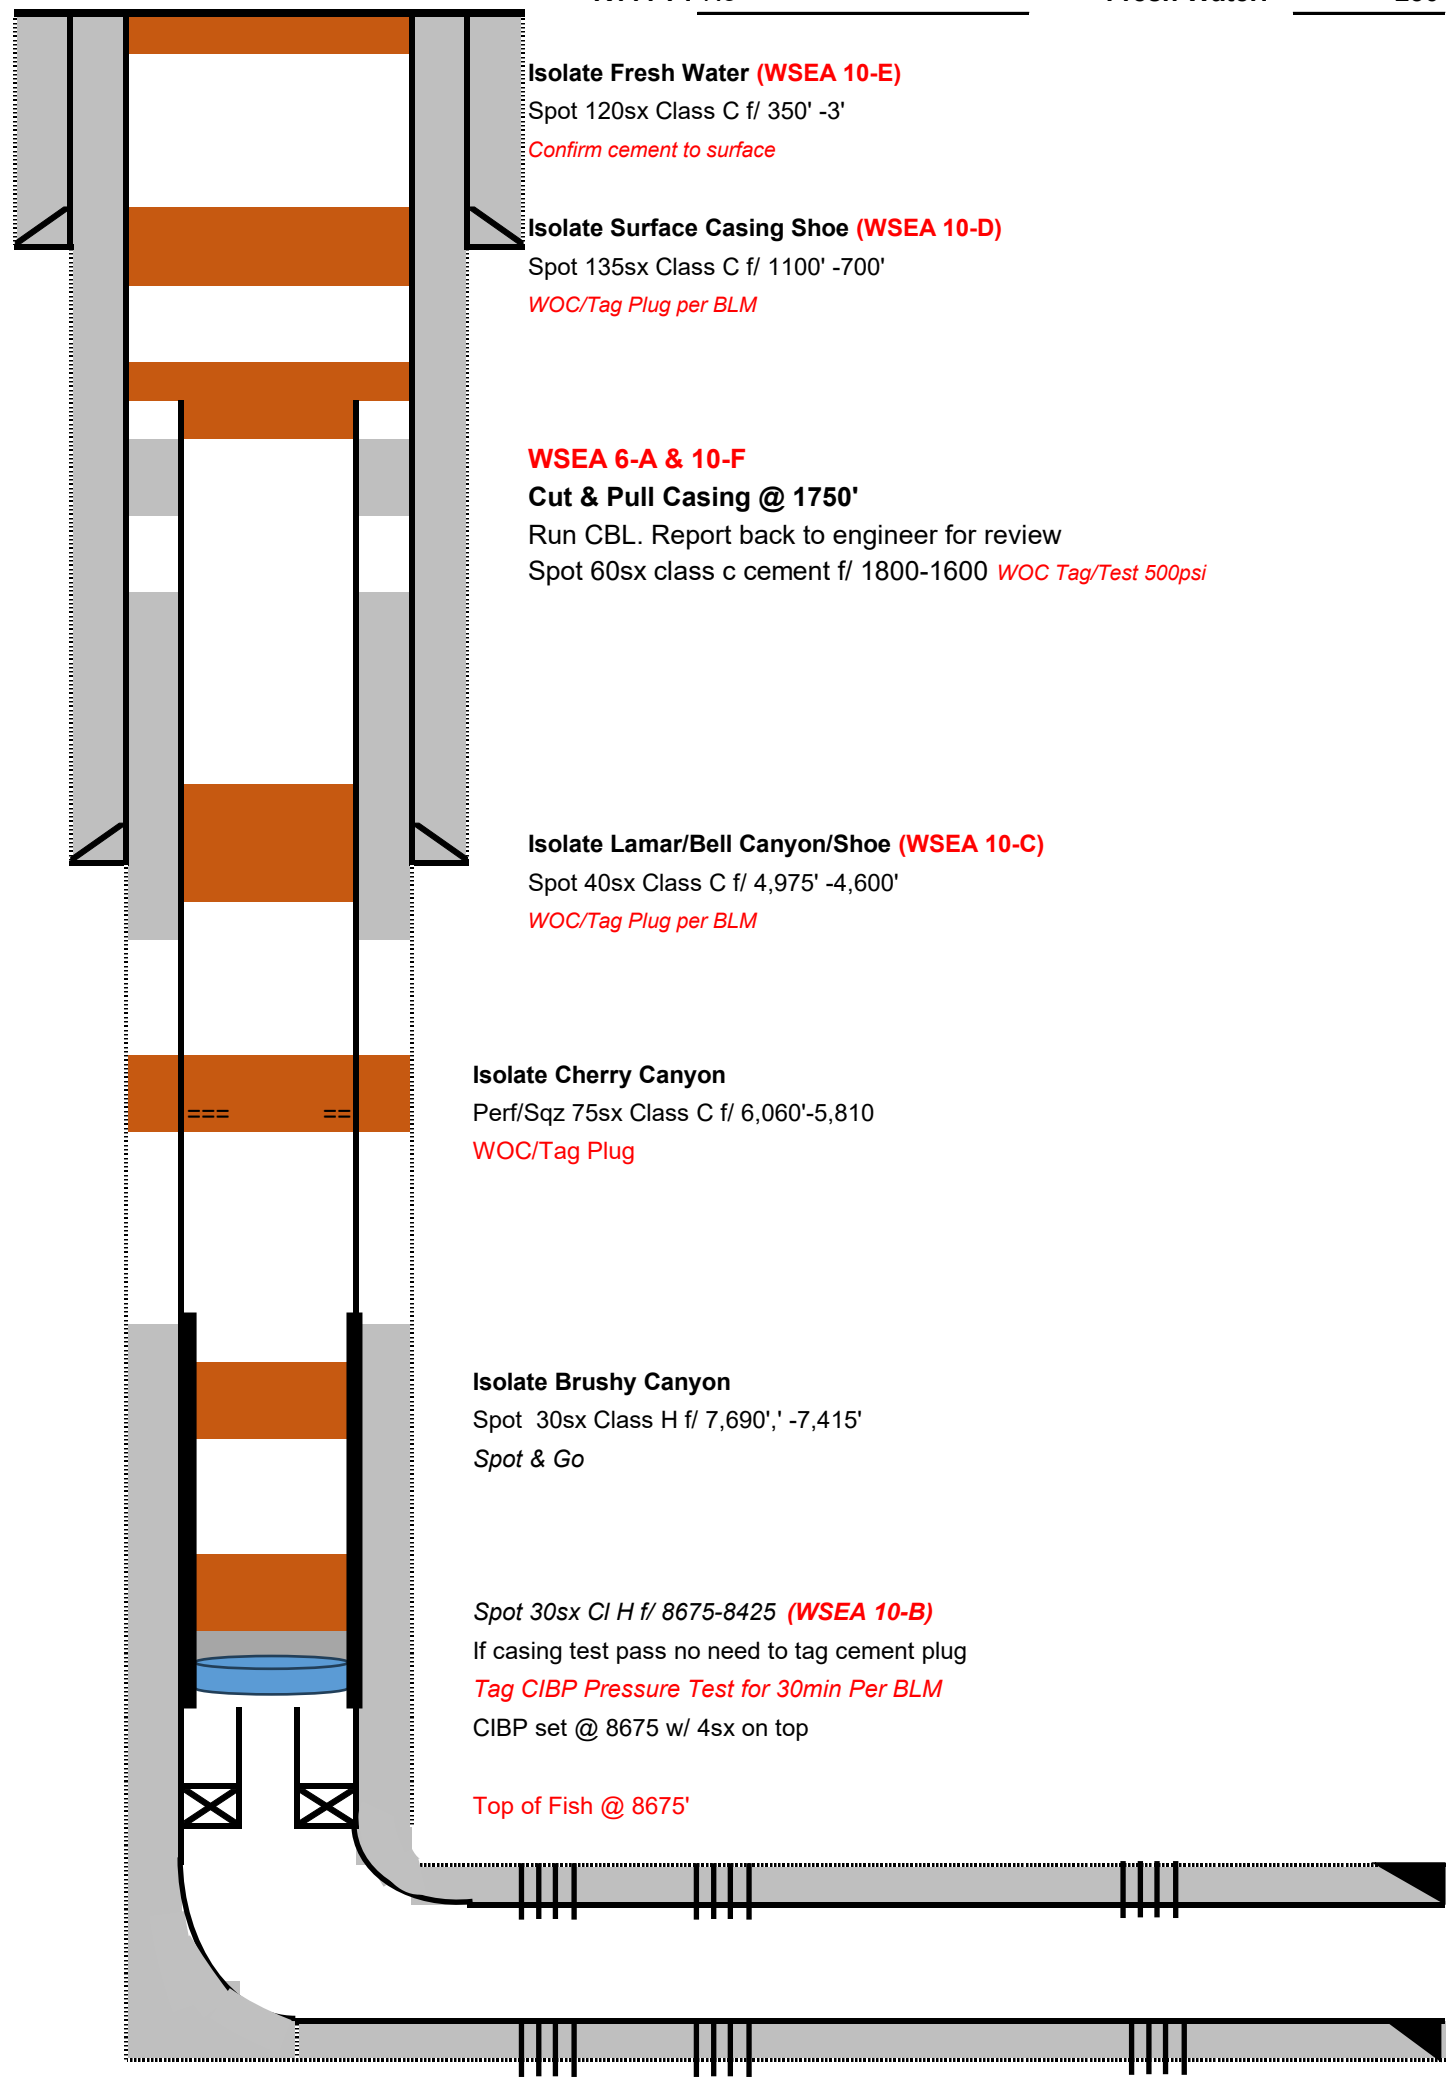 Isolate Fresh Water (WSEA 10-E)
Spot 120sx Class C f/ 350' -3'
Confirm cement to surface
Isolate Surface Casing Shoe (WSEA 10-D)
Spot 135sx Class C f/ 1100' -700'
WOC/Tag Plug per BLM
WSEA 6-A & 10-F
Cut & Pull Casing @ 1750'
Run CBL. Report back to engineer for review
Spot 60sx class c cement f/ 1800-1600 WOC Tag/Test 500psi
Isolate Lamar/Bell Canyon/Shoe (WSEA 10-C)
Spot 40sx Class C f/ 4,975' -4,600'
WOC/Tag Plug per BLM
Isolate Cherry Canyon
=== ==
Perf/Sqz 75sx Class C f/ 6,060'-5,810
WOC/Tag Plug
Isolate Brushy Canyon
Spot  30sx Class H f/ 7,690',' -7,415'
Spot & Go
Spot 30sx Cl H f/ 8675-8425 (WSEA 10-B)
If casing test pass no need to tag cement plug
Tag CIBP Pressure Test for 30min Per BLM
CIBP set @ 8675 w/ 4sx on top
Top of Fish @ 8675'